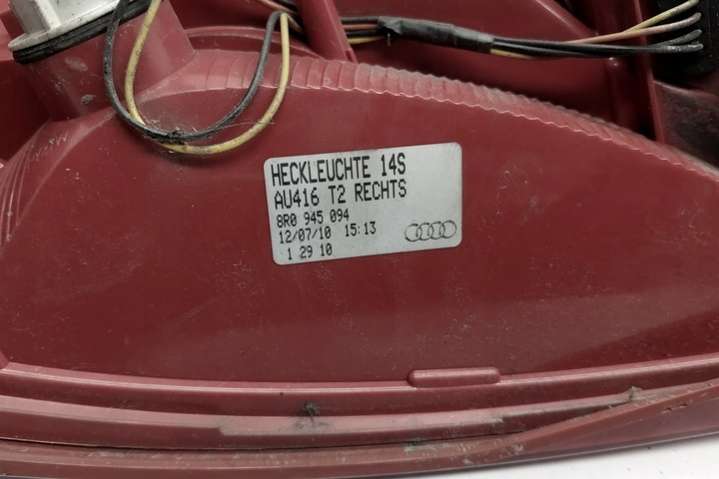 HECKLEUCHTE 14S
AU416 T2 RECHTS
8R0 945 094
12/07/10 15:13
1 29 10